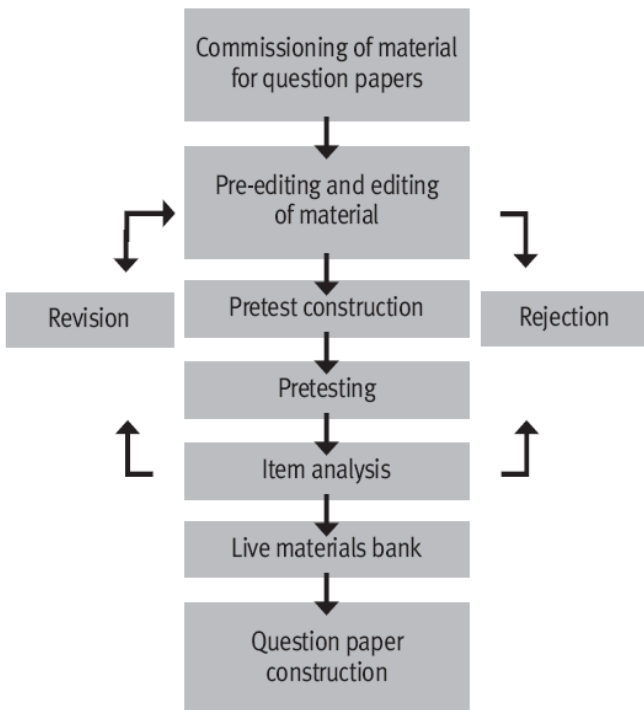 Commissioning of material
for question papers
Pre-editing and editing
of material
Revision
Pretest construction
Rejection
Pretesting
Item analysis
Live materials bank
Question paper
construction